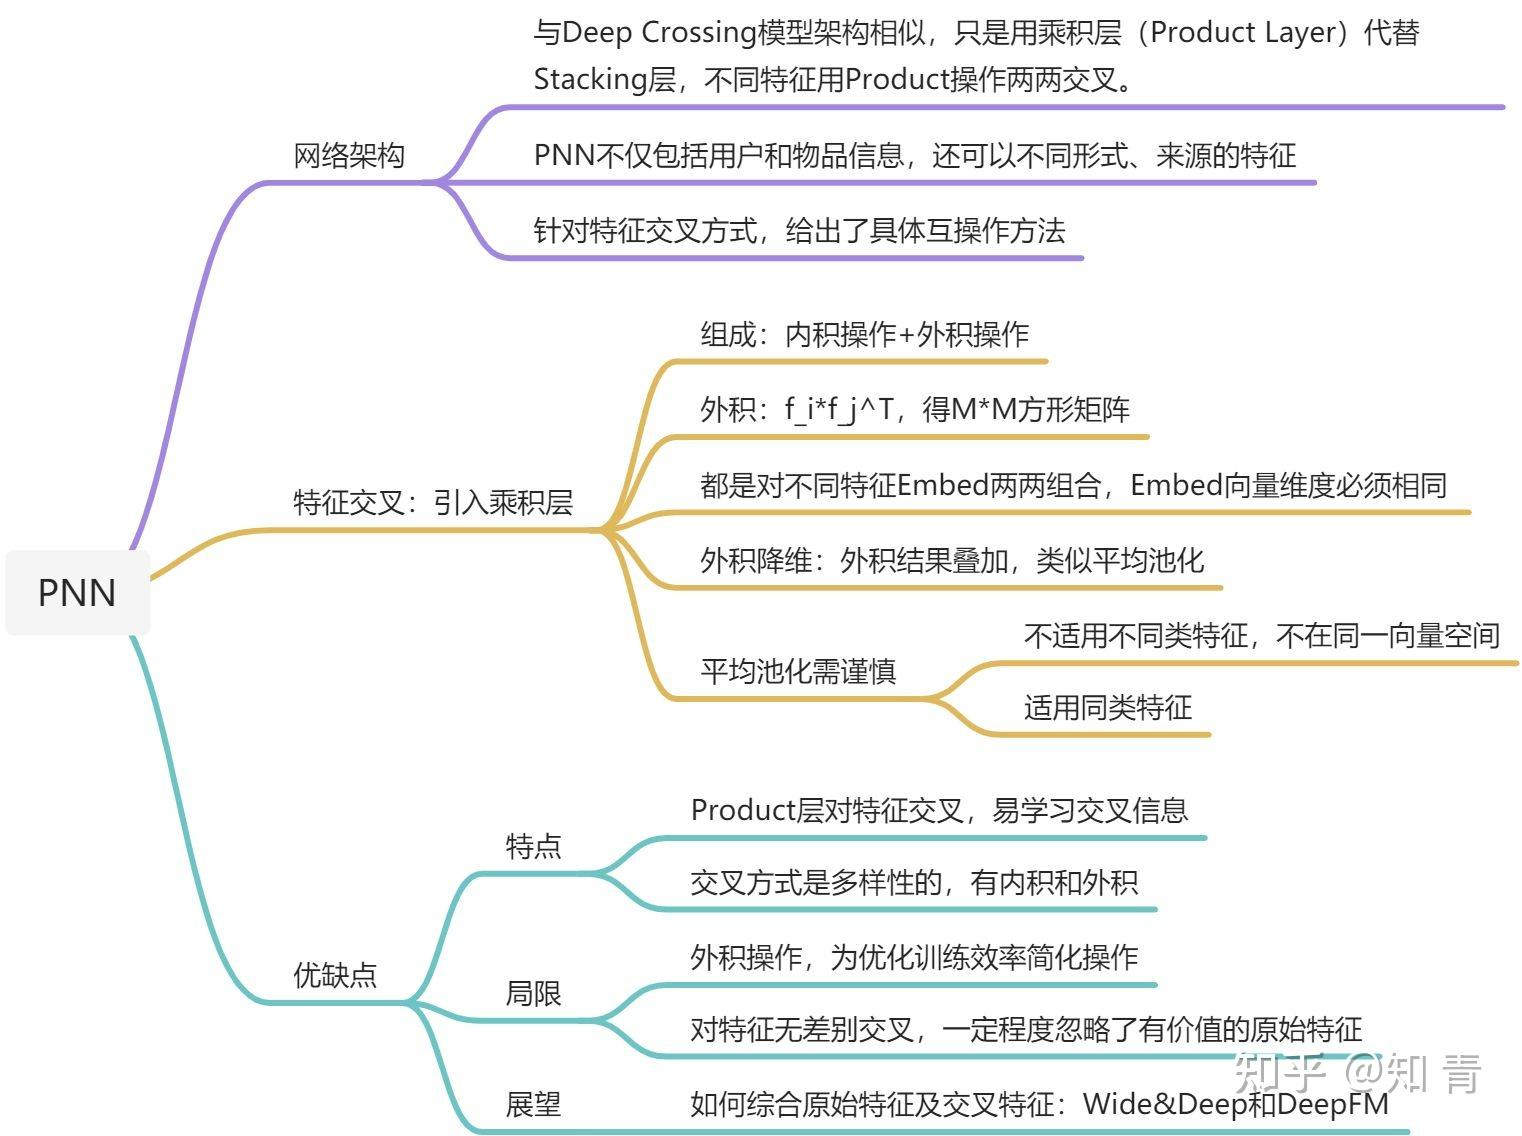 与Deep Crossing模型架构相似，只是用乘积层（Product Layer）代替
Stacking层，不同特征用Product操作两两交叉。
网络架构
PNN不仅包括用户和物品信息，还可以不同形式、来源的特征
针对特征交叉方式，给出了具体互操作方法
组成：内积操作+外积操作
外积：f_i*f_j^T，得M*M方形矩阵
都是对不同特征Embed两两组合，Embed向量维度必须相同
特征交叉：引入乘积层
外积降维：外积结果叠加，类似平均池化
PNN
不适用不同类特征，不在同一向量空间
平均池化需谨慎
适用同类特征
Product层对特征交叉，易学习交叉信息
特点
交叉方式是多样性的，有内积和外积
外积操作，为优化训练效率简化操作
优缺点
局限
对特征无差别交叉，一定程度忽略了有价值的原始特征
知乎 @知青
展望
如何综合原始特征及交叉特征：Wide&Deep和DeepFM